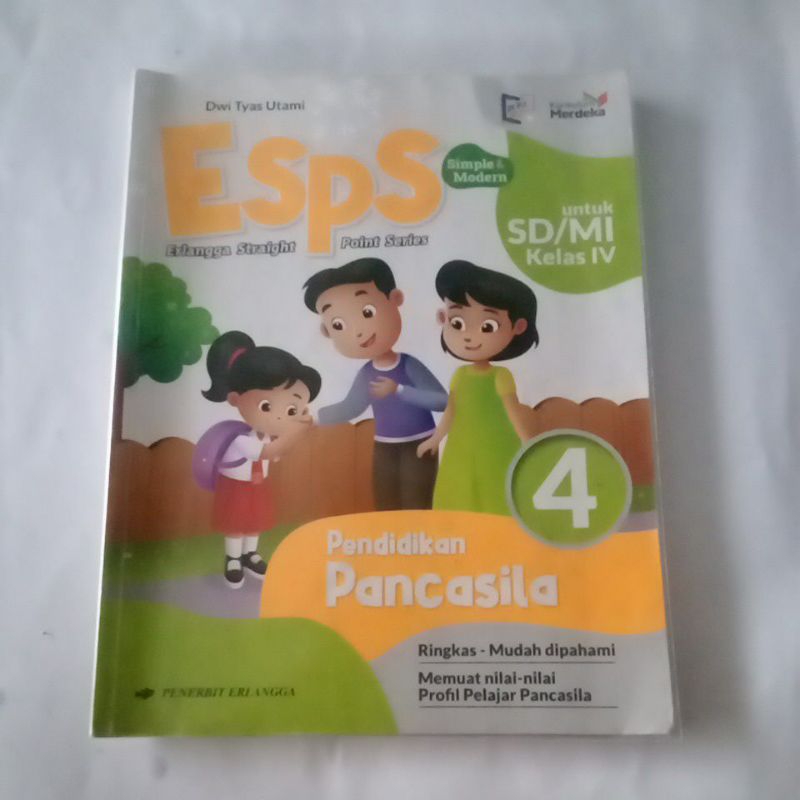 Dwi Tyas Utami
Kurikulum
Merdeka
ESPS
Simple &
Modern
Erlangga Straight Point Series
untuk
SD/MI
Kelas IV
4
Pendidikan
Pancasila
Ringkas - Mudah dipahami
Memuat nilai-nilai
Profil Pelajar Pancasila
PENERBIT ERLANGGA